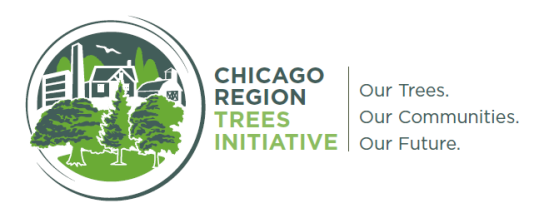 CHICAGO
REGION
TREES
INITIATIVE
Our Trees.
Our Communities.
Our Future.